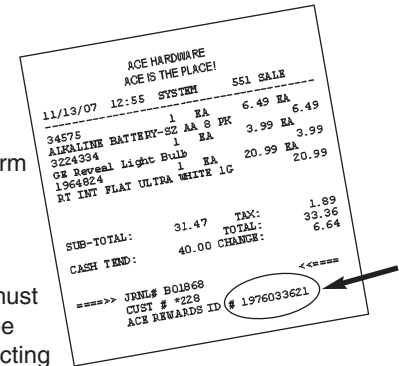 ACE HARDWARE
ACE IS THE PLACE!
11/13/07 12:55 SYSTEM 551 SALE
34575 1 EA 6.49 EA
ALKALINE BATTERY-SZ AA 8 PK 6.49
3224334 1 EA 3.99 EA
GE Reveal Light Bulb 3.99
1964824 1 EA 20.99 EA
RT INT FLAT ULTRA WHITE 1G 20.99
SUB-TOTAL: 31.47 TAX: 1.89
TOTAL: 33.36
CASH TEND: 40.00 CHANGE: 6.64
====>> JRNL# B01868 <<====
CUST # *228
ACE REWARDS ID # 1976033621
rm
must
be
cting